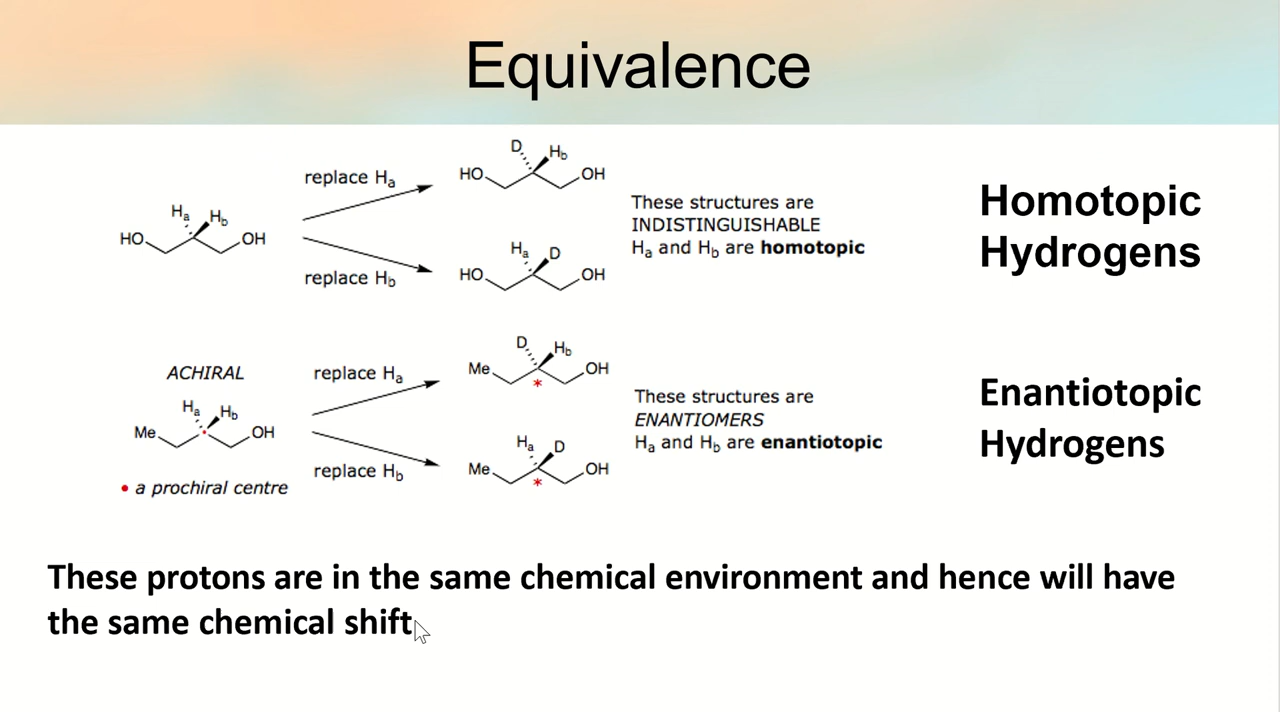 Equivalence
replace Ha
replace Hb
Ha
Hb
HO
OH
D
Hb
HO
OH
Ha
D
HO
OH
These structures are
INDISTINGUISHABLE
Ha and Hb are homotopic
Homotopic
Hydrogens
ACHIRAL
Ha
Hb
Me
OH
• a prochiral centre
replace Ha
replace Hb
D
Hb
Me
OH
*
Ha
D
Me
OH
*
These structures are
ENANTIOMERS
Ha and Hb are enantiotopic
Enantiotopic
Hydrogens
These protons are in the same chemical environment and hence will have
the same chemical shift